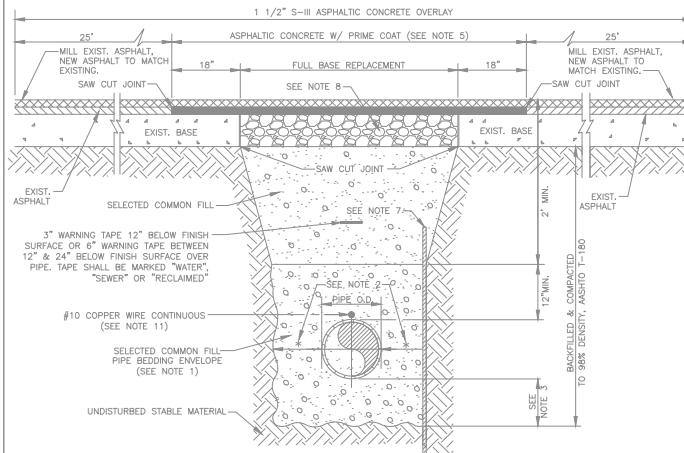 1 1/2" S-III ASPHALTIC CONCRETE OVERLAY
25'
ASPHALTIC CONCRETE W/ PRIME COAT (SEE NOTE 5)
25'
MILL EXIST. ASPHALT,
NEW ASPHALT TO MATCH
EXISTING.
18"
FULL BASE REPLACEMENT
18"
MILL EXIST. ASPHALT,
NEW ASPHALT TO
MATCH EXISTING.
SAW CUT JOINT
SEE NOTE 8
SAW CUT JOINT
EXIST. BASE
EXIST. BASE
SAW CUT JOINT
EXIST.
ASPHALT
SELECTED COMMON FILL
EXIST.
ASPHALT
2' MIN.
3" WARNING TAPE 12" BELOW FINISH
SURFACE OR 6" WARNING TAPE BETWEEN
12" & 24" BELOW FINISH SURFACE OVER
PIPE. TAPE SHALL BE MARKED "WATER",
"SEWER" OR "RECLAIMED"
SEE NOTE 7
SEE NOTE 2
PIPE O.D.
12"MIN.
#10 COPPER WIRE CONTINUOUS
(SEE NOTE 11)
SELECTED COMMON FILL
PIPE BEDDING ENVELOPE
(SEE NOTE 1)
SEE
NOTE 3
BACKFILLED & COMPACTED
TO 98% DENSITY, AASHTO T-180
UNDISTURBED STABLE MATERIAL